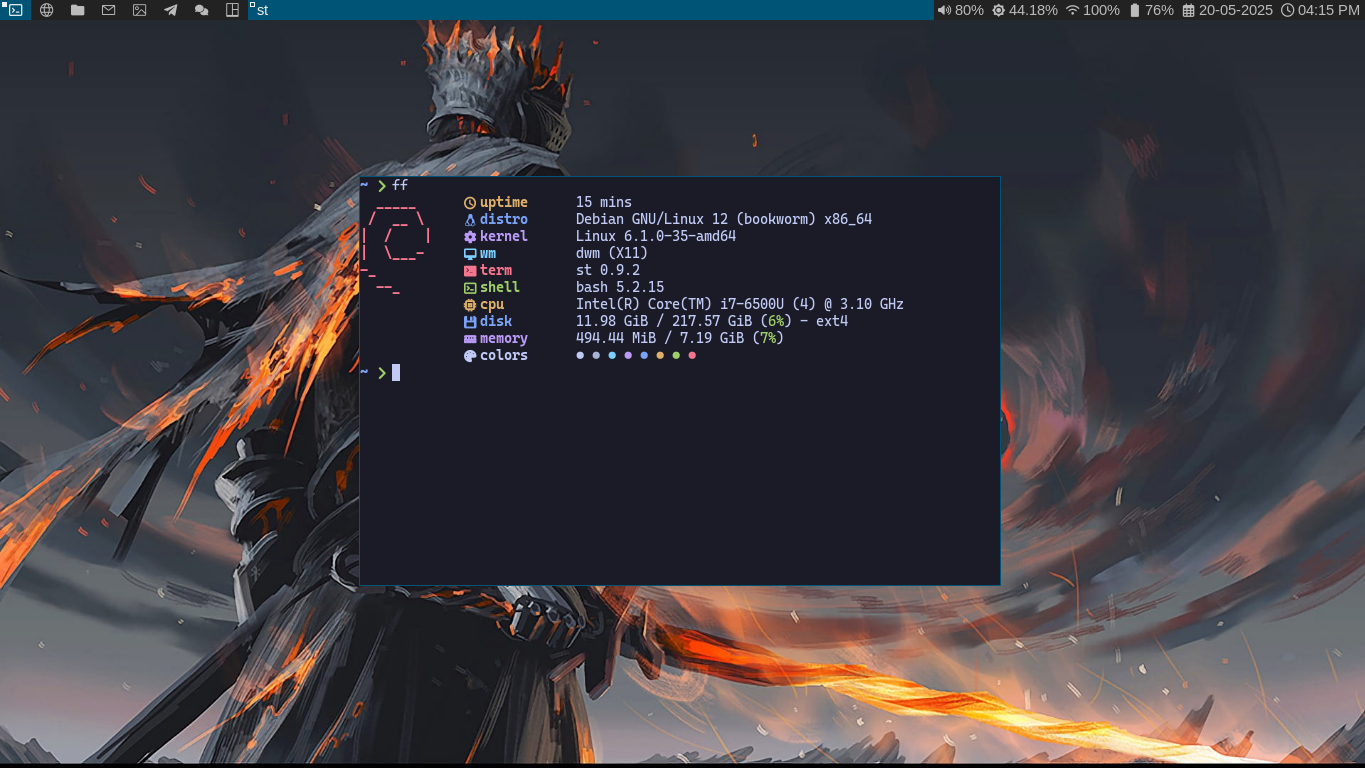 st 80% 44.18% 100% 76% 20-05-2025 04:15 PM
~ ❯ ff
uptime 15 mins
distro Debian GNU/Linux 12 (bookworm) x86_64
kernel Linux 6.1.0-35-amd64
wm dwm (X11)
term st 0.9.2
shell bash 5.2.15
cpu Intel(R) Core(TM) i7-6500U (4) @ 3.10 GHz
disk 11.98 GiB / 217.57 GiB (6%) - ext4
memory 494.44 MiB / 7.19 GiB (7%)
colors
~ ❯